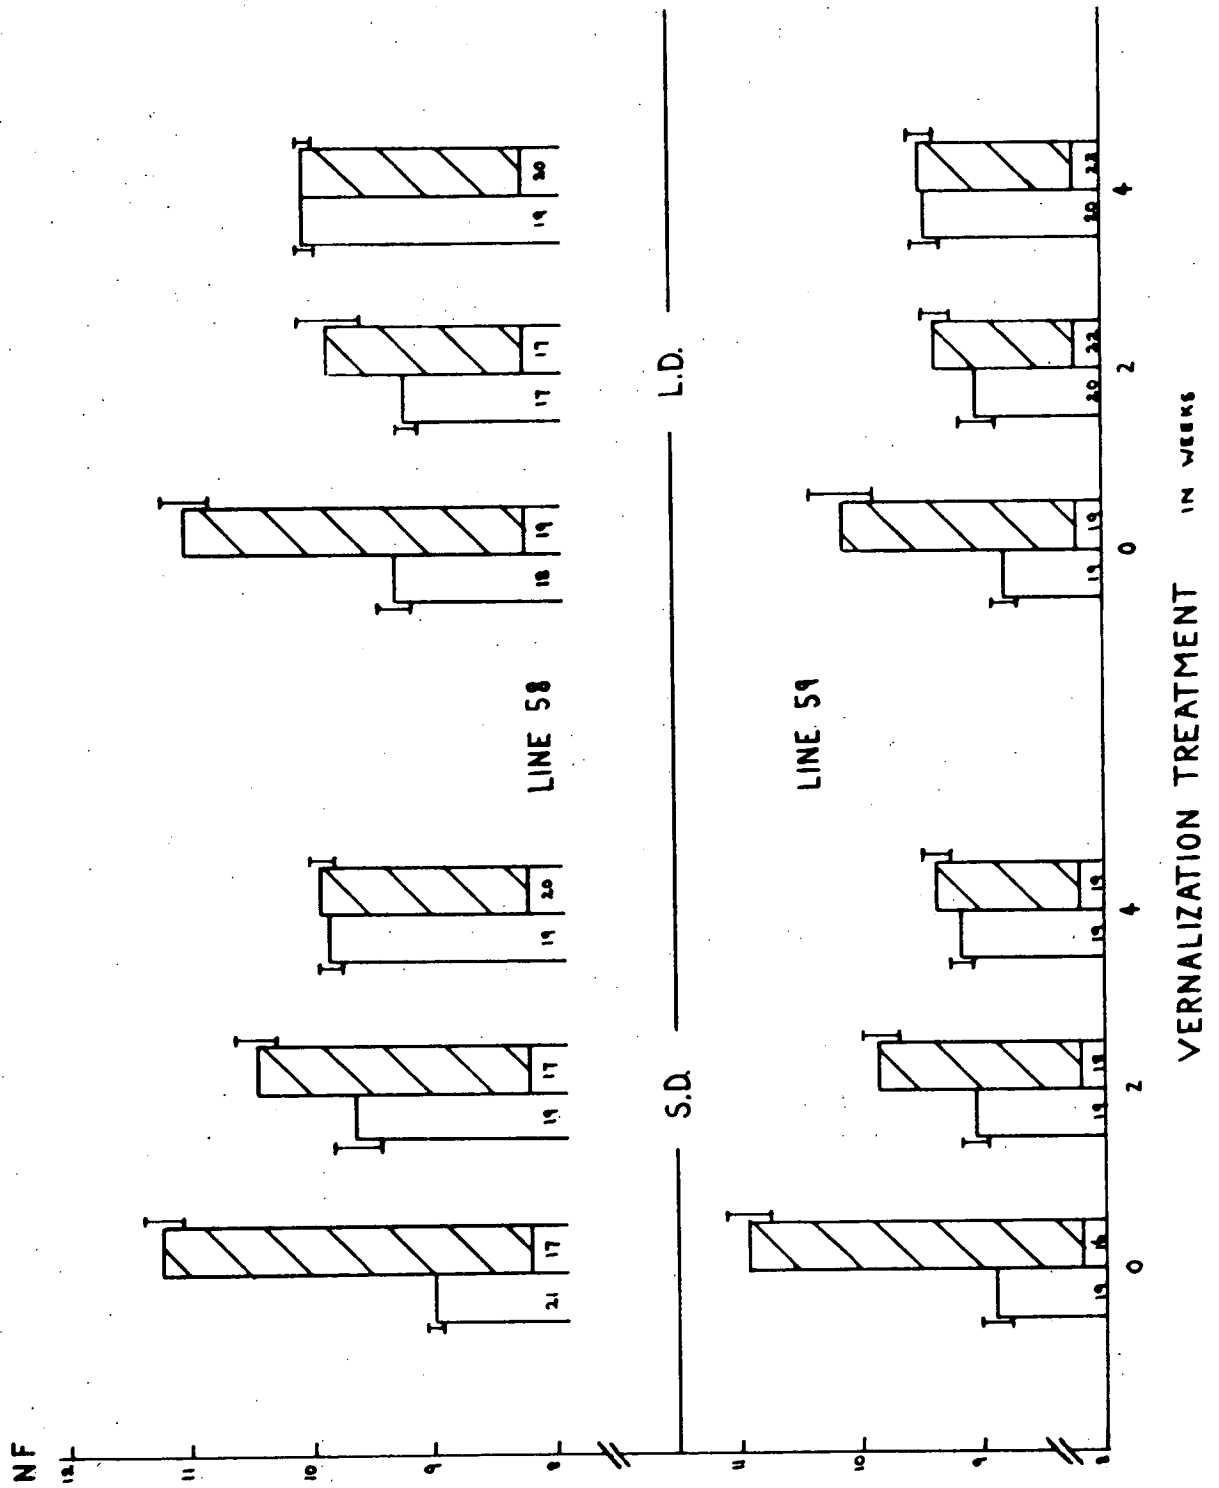 NF
12
11
10
9
8
21 17 19 17 19 20 18 19 17 17 19 20
LINE 58
S.D. L.D.
11
10
9
8
LINE 59
19 19 18 19 19 19 19 20 22 20 22
0 2 4 0 2 4
VERNALIZATION TREATMENT IN WEEKS